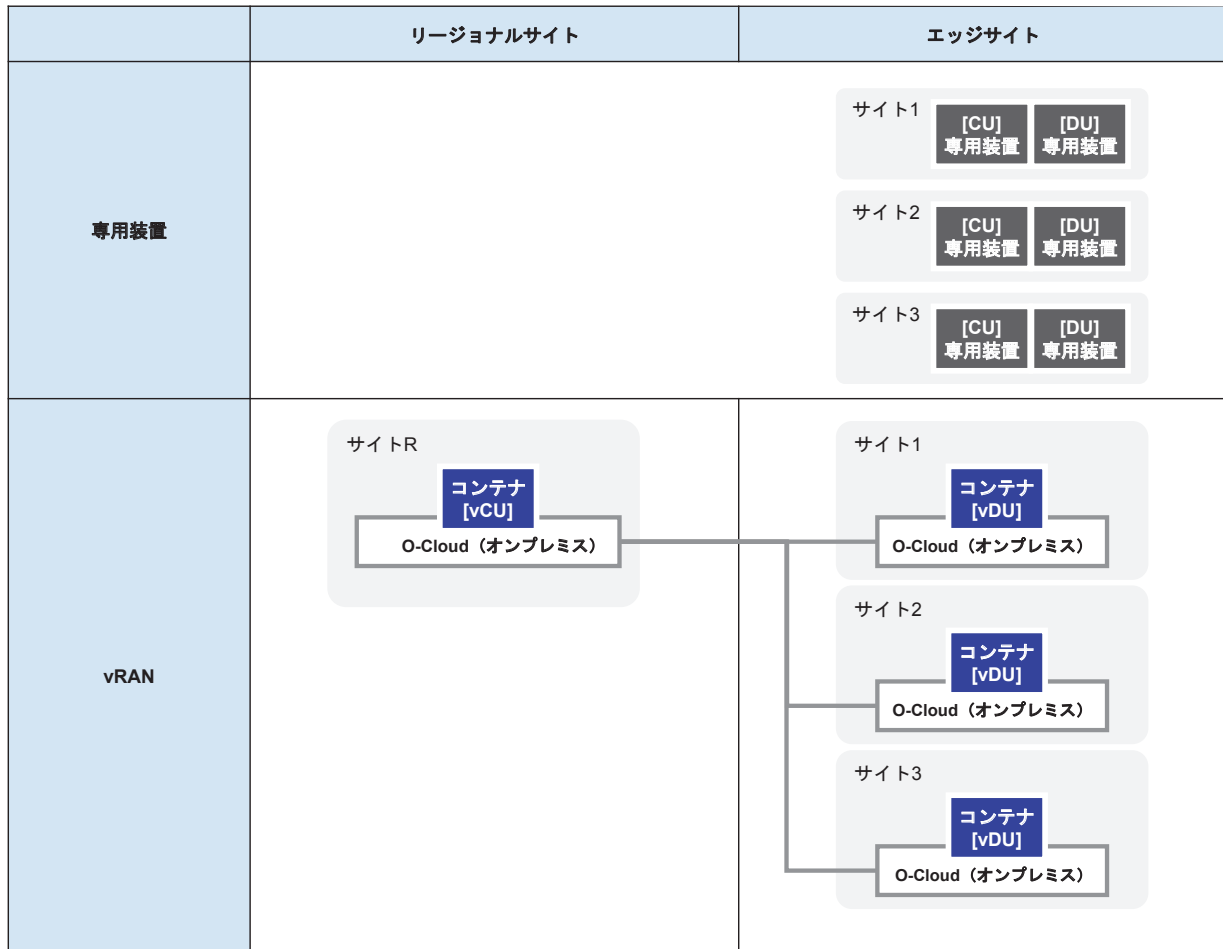 リージョナルサイト
エッジサイト
専用装置
サイト1
[CU]
専用装置
[DU]
専用装置
サイト2
[CU]
専用装置
[DU]
専用装置
サイト3
[CU]
専用装置
[DU]
専用装置
vRAN
サイトR
コンテナ
[vCU]
O-Cloud（オンプレミス）
サイト1
コンテナ
[vDU]
O-Cloud（オンプレミス）
サイト2
コンテナ
[vDU]
O-Cloud（オンプレミス）
サイト3
コンテナ
[vDU]
O-Cloud（オンプレミス）